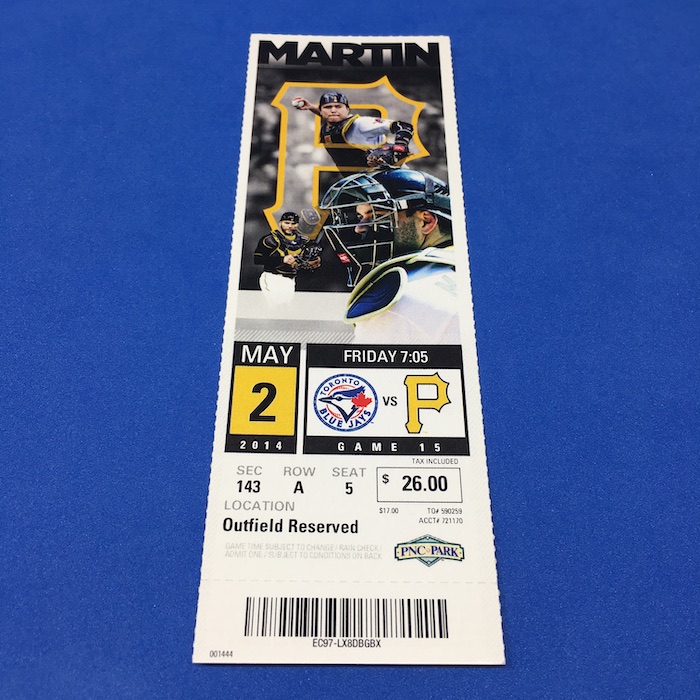 MARTIN
P
MAY
2
2014
FRIDAY 7:05
TORONTO
BLUE JAYS
VS
P
GAME 15
TAX INCLUDED
SEC ROW SEAT
143 A 5
$ 26.00
$17.00 TO# 590259
ACCT# 721170
LOCATION
Outfield Reserved
GAME TIME SUBJECT TO CHANGE / RAIN CHECK /
ADMIT ONE / SUBJECT TO CONDITIONS ON BACK
PNC PARK
EC97-LX8DBGBX
001444